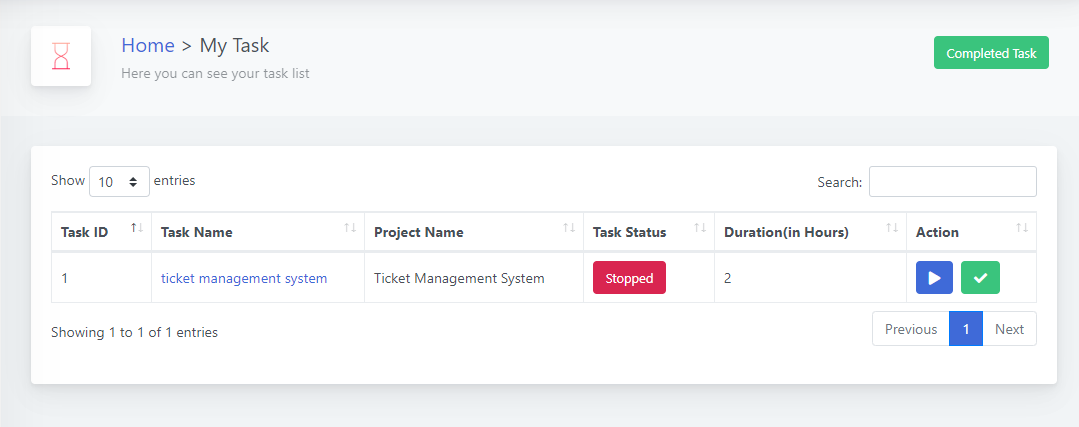 Home > My Task
Here you can see your task list
Completed Task
Show 10 entries
Search:
Task ID Task Name Project Name Task Status Duration(in Hours) Action
1 ticket management system Ticket Management System Stopped 2
Showing 1 to 1 of 1 entries
Previous 1 Next